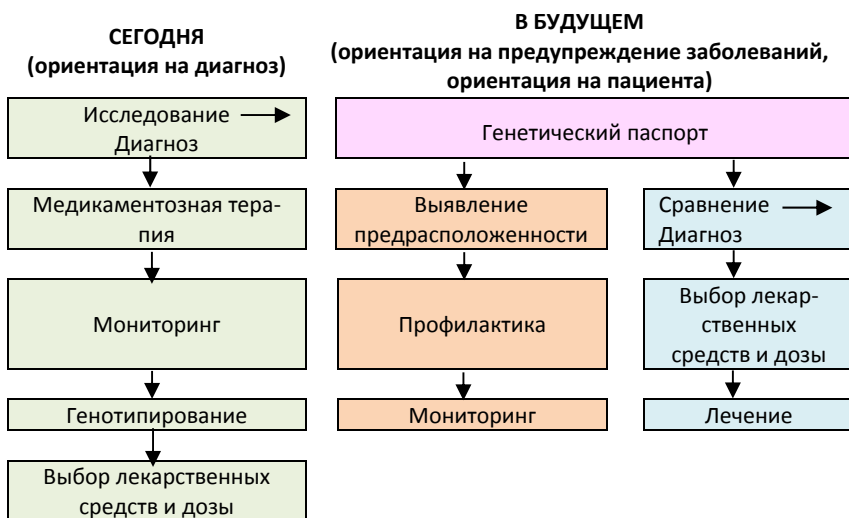 СЕГОДНЯ
(ориентация на диагноз)
Исследование
Диагноз
Медикаментозная тера-
пия
Мониторинг
Генотипирование
Выбор лекарственных
средств и дозы
В БУДУЩЕМ
(ориентация на предупреждение заболеваний,
ориентация на пациента)
Генетический паспорт
Выявление
предрасположенности
Профилактика
Мониторинг
Сравнение
Диагноз
Выбор лекар-
ственных
средств и дозы
Лечение